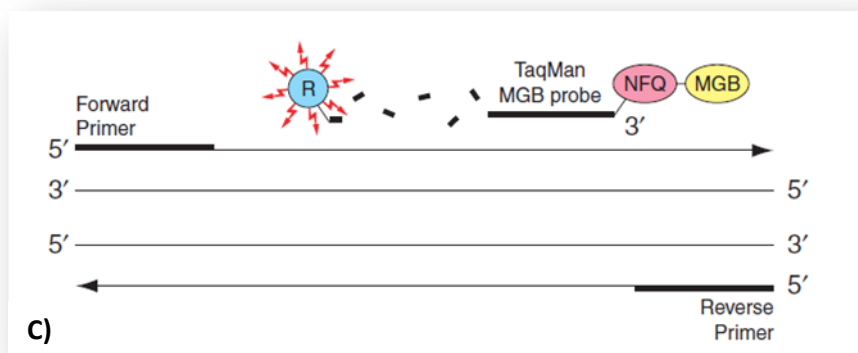 R
TaqMan
MGB probe
NFQ
MGB
Forward
Primer
3′
5′
3′
5′
5′
3′
5′
Reverse
Primer
C)